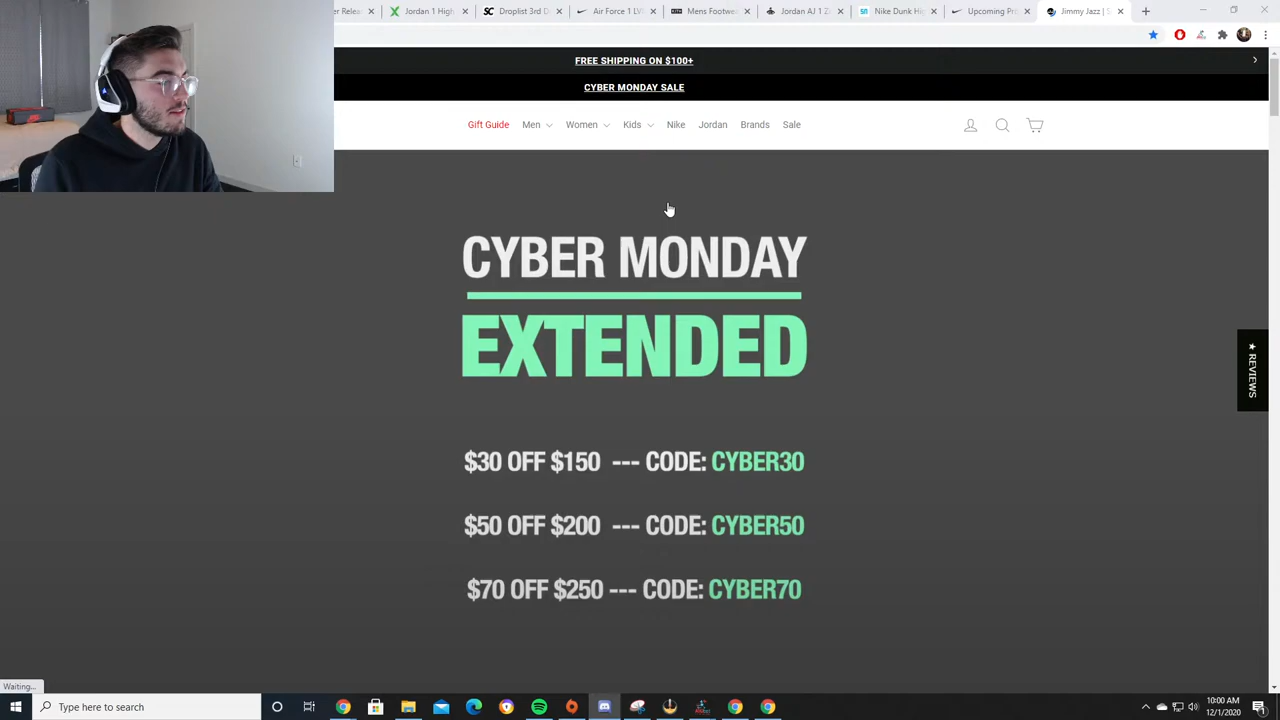 r Relea
Jordan 1 High
Droplist 3rd D
Air Force 1 LV
Mens Footwea
Jordan AJ 1 Z
Nike Dunk Hig
Upcoming Pro
Jimmy Jazz | S
FREE SHIPPING ON $100+
CYBER MONDAY SALE
Gift Guide Men Women Kids Nike Jordan Brands Sale
CYBER MONDAY
EXTENDED
★ REVIEWS
$30 OFF $150 --- CODE: CYBER30
$50 OFF $200 --- CODE: CYBER50
$70 OFF $250 --- CODE: CYBER70
Waiting...
Type here to search
10:00 AM
12/1/2020